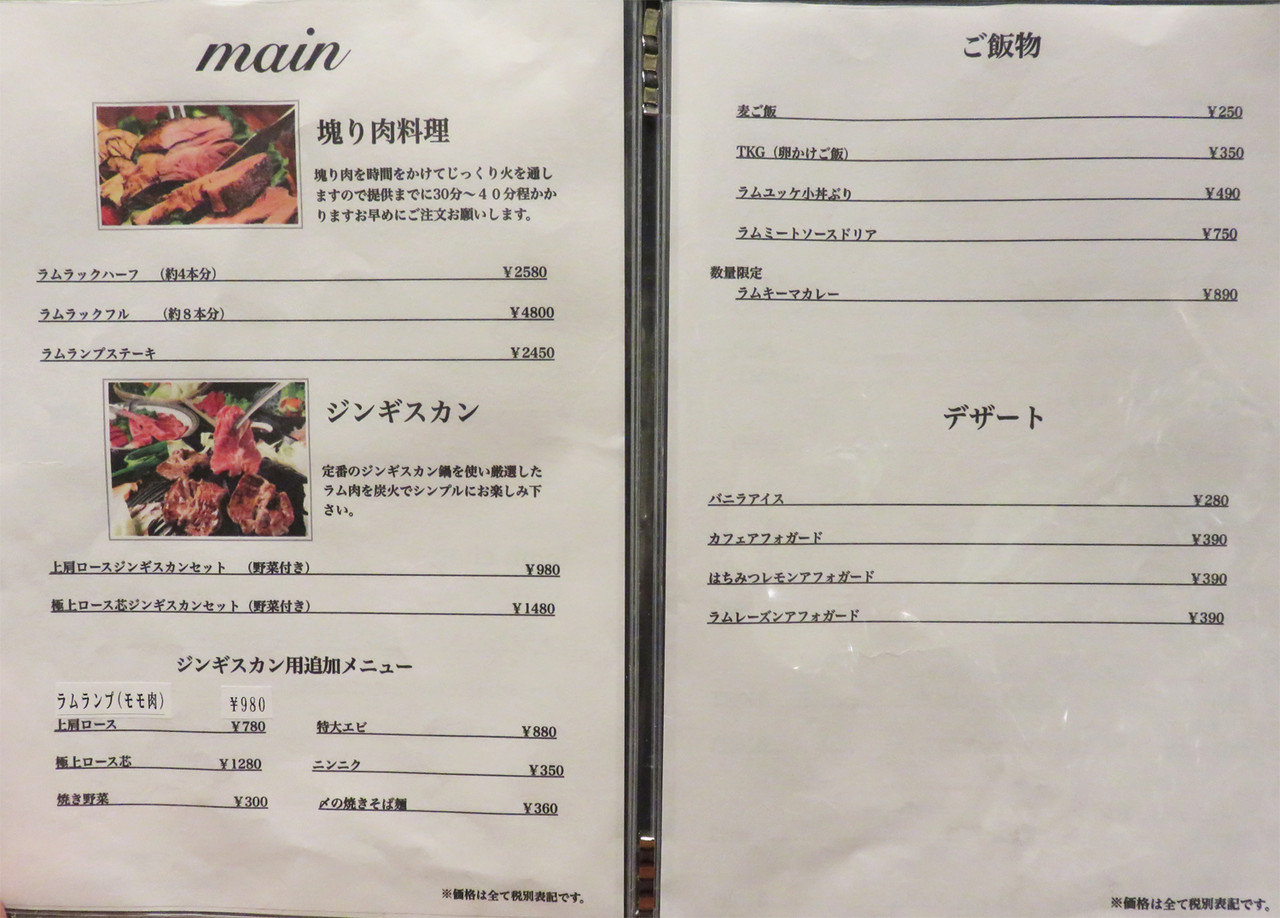 main
塊り肉料理
塊り肉を時間をかけてじっくり火を通し
ますので提供までに30分〜４０分程かか
りますお早めにご注文お願いします。
ラムラックハーフ （約4本分） ¥2580
ラムラックフル （約８本分） ¥4800
ラムランプステーキ ¥2450
ジンギスカン
定番のジンギスカン鍋を使い厳選した
ラム肉を炭火でシンプルにお楽しみ下
さい。
上肩ロースジンギスカンセット （野菜付き） ¥980
極上ロース芯ジンギスカンセット（野菜付き） ¥1480
ジンギスカン用追加メニュー
ラムランプ(モモ肉) ¥980
上肩ロース ¥780
極上ロース芯 ¥1280
焼き野菜 ¥300
特大エビ ¥880
ニンニク ¥350
〆の焼きそば麺 ¥360
※価格は全て税別表記です。
ご飯物
麦ご飯 ¥250
TKG（卵かけご飯） ¥350
ラムユッケ小丼ぶり ¥490
ラムミートソースドリア ¥750
数量限定
ラムキーマカレー ¥890
デザート
バニラアイス ¥280
カフェアフォガード ¥390
はちみつレモンアフォガード ¥390
ラムレーズンアフォガード ¥390
※価格は全て税別表記です。